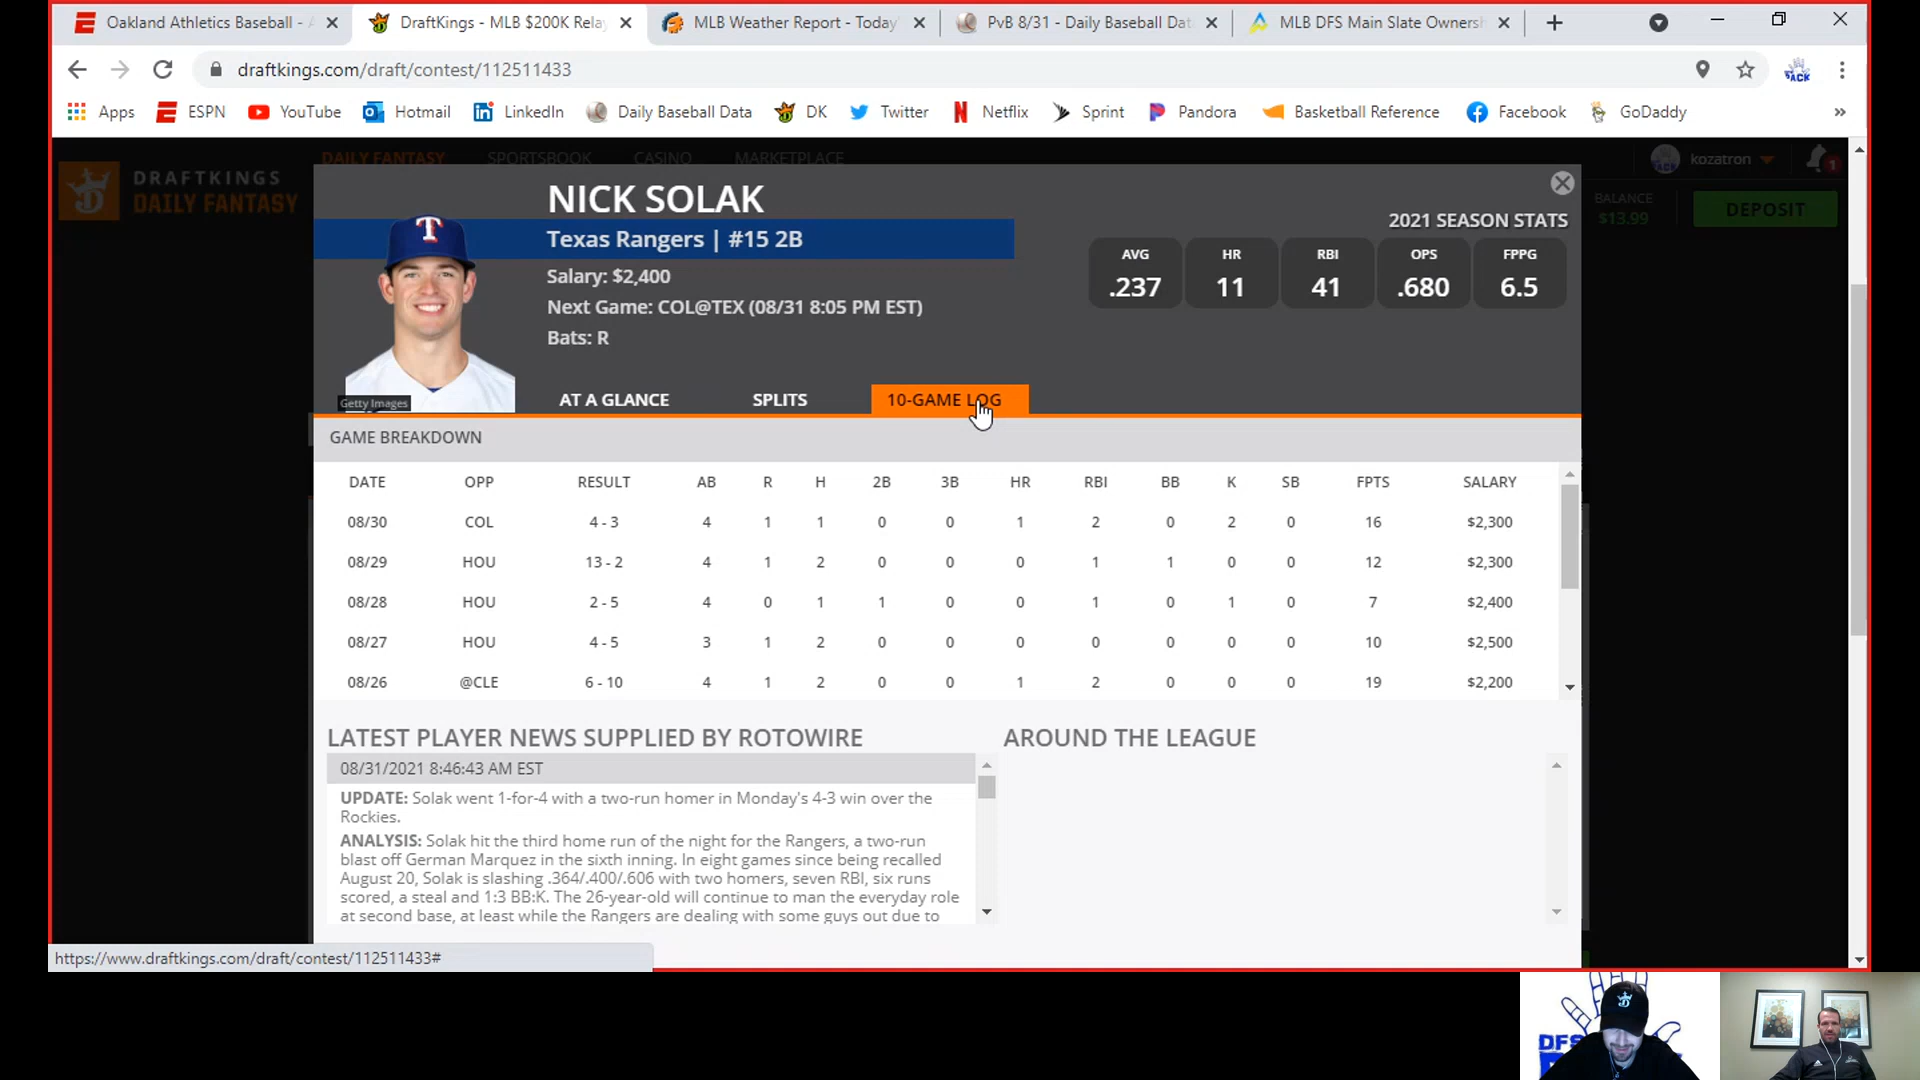 Oakland Athletics Baseball -
DraftKings - MLB $200K Relay
MLB Weather Report - Today'
PvB 8/31 - Daily Baseball Dat
MLB DFS Main Slate Ownersh
draftkings.com/draft/contest/112511433
Apps ESPN YouTube Hotmail LinkedIn Daily Baseball Data DK Twitter Netflix Sprint Pandora Basketball Reference Facebook GoDaddy »
DAILY FANTASY SPORTSBOOK CASINO MARKETPLACE
DRAFTKINGS
DAILY FANTASY
kozatron
1
BALANCE
$13.99
DEPOSIT
NICK SOLAK
Texas Rangers | #15 2B
Salary: $2,400
Next Game: COL@TEX (08/31 8:05 PM EST)
Bats: R
Getty Images
2021 SEASON STATS
AVG HR RBI OPS FPPG
.237 11 41 .680 6.5
AT A GLANCE SPLITS 10-GAME LOG
GAME BREAKDOWN
DATE OPP RESULT AB R H 2B 3B HR RBI BB K SB FPTS SALARY
08/30 COL 4 - 3 4 1 1 0 0 1 2 0 2 0 16 $2,300
08/29 HOU 13 - 2 4 1 2 0 0 0 1 1 0 0 12 $2,300
08/28 HOU 2 - 5 4 0 1 1 0 0 1 0 1 0 7 $2,400
08/27 HOU 4 - 5 3 1 2 0 0 0 0 0 0 0 10 $2,500
08/26 @CLE 6 - 10 4 1 2 0 0 1 2 0 0 0 19 $2,200
LATEST PLAYER NEWS SUPPLIED BY ROTOWIRE
08/31/2021 8:46:43 AM EST
UPDATE: Solak went 1-for-4 with a two-run homer in Monday's 4-3 win over the
Rockies.
ANALYSIS: Solak hit the third home run of the night for the Rangers, a two-run
blast off German Marquez in the sixth inning. In eight games since being recalled
August 20, Solak is slashing .364/.400/.606 with two homers, seven RBI, six runs
scored, a steal and 1:3 BB:K. The 26-year-old will continue to man the everyday role
at second base, at least while the Rangers are dealing with some guys out due to
AROUND THE LEAGUE
https://www.draftkings.com/draft/contest/112511433#
DFS